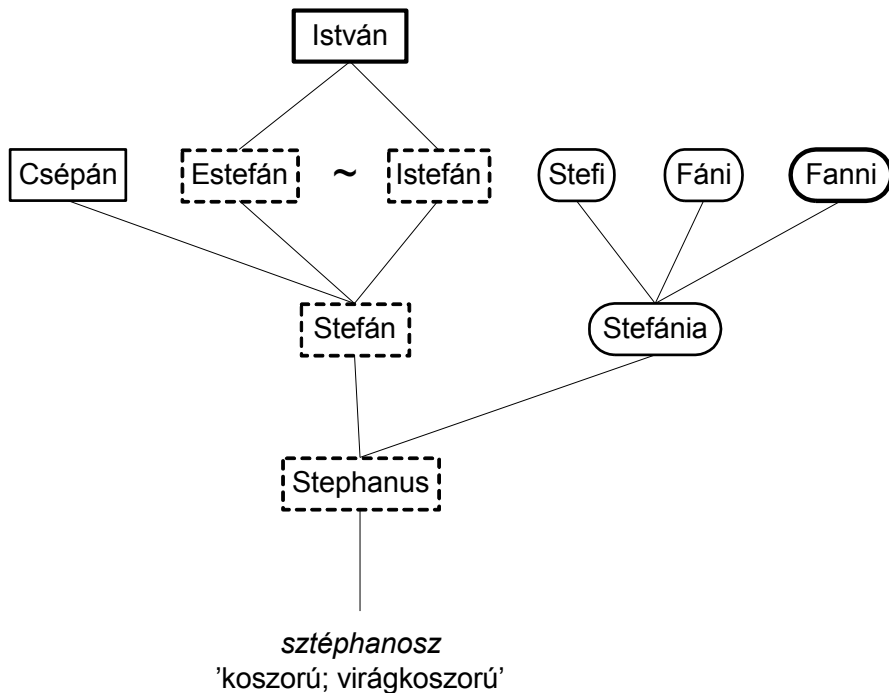 István
Csépán Estefán ~ Istefán Stefi Fáni Fanni
Stefán Stefánia
Stephanus
sztéphanosz
’koszorú; virágkoszorú’